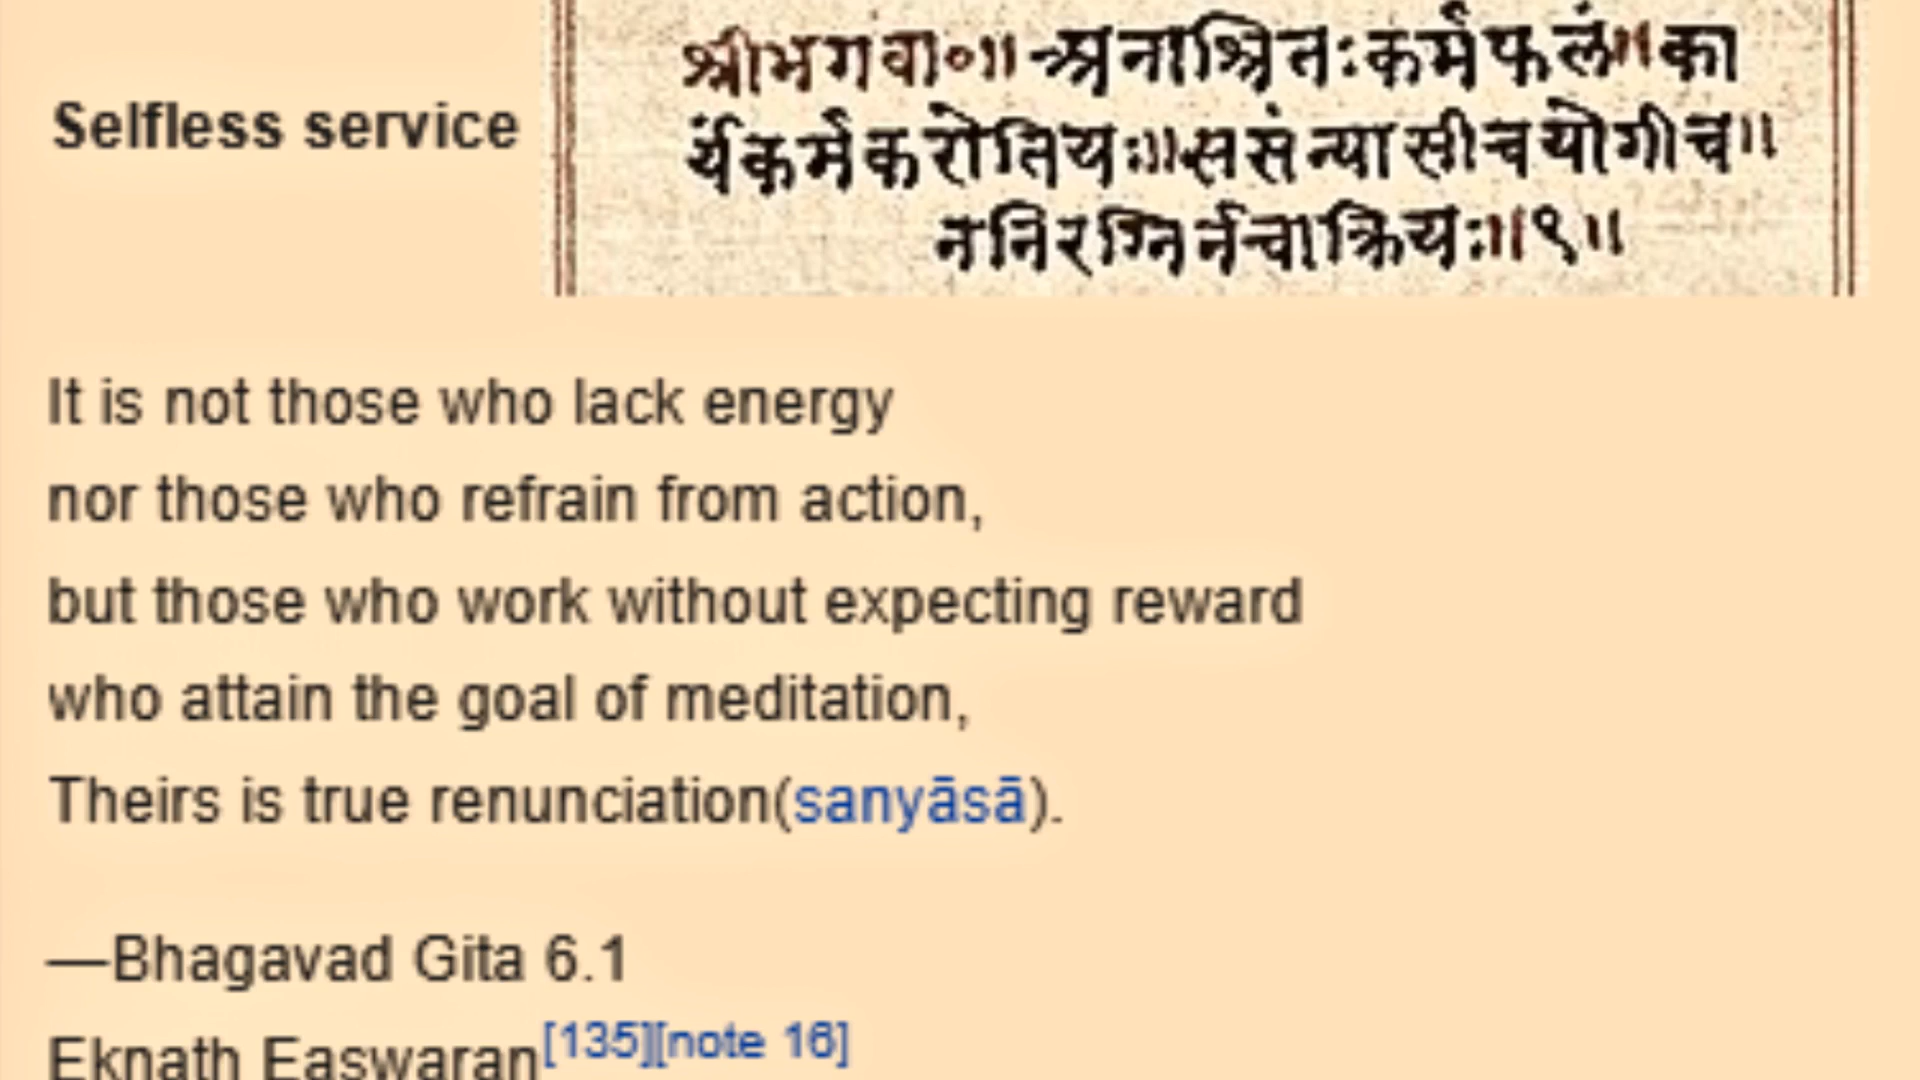 Selfless service
श्रीभगवा०॥ अनाश्रितःकर्मफलं॥का
र्यंकर्मकरोतियः॥ससंन्यासीचयोगीच॥
ननिरग्निर्नचाक्रियः॥१॥
It is not those who lack energy
nor those who refrain from action,
but those who work without expecting reward
who attain the goal of meditation,
Theirs is true renunciation(sanyāsā).
—Bhagavad Gita 6.1
Eknath Easwaran[135][note 16]